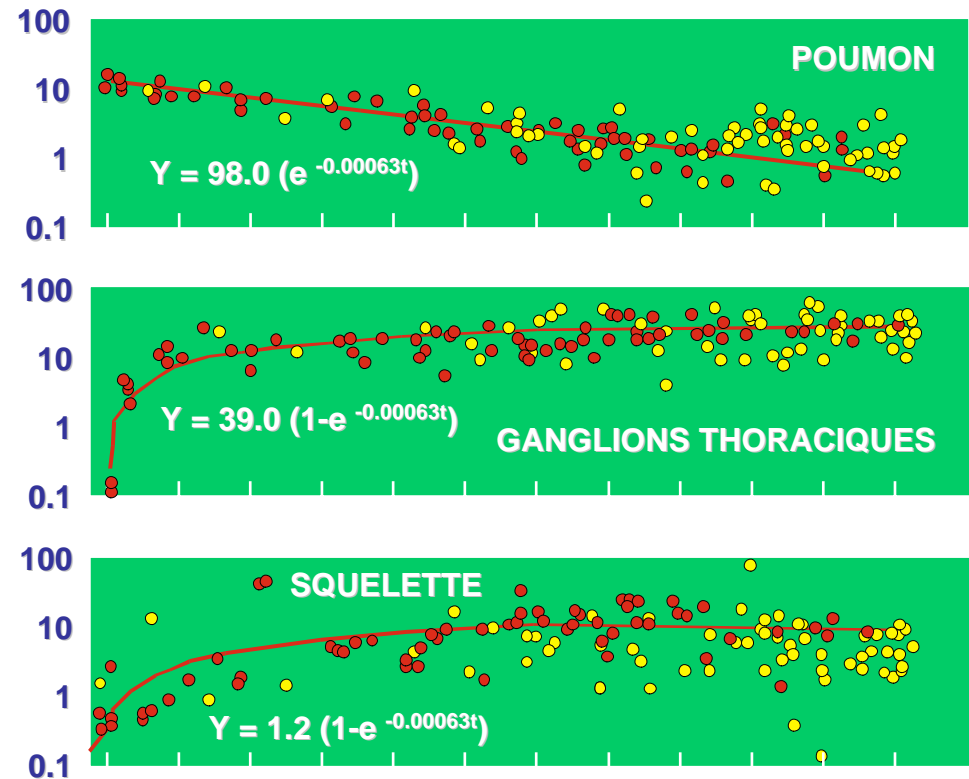 100
POUMON
10
1
Y = 98.0 (e -0.00063t)
0.1
100
10
1
Y = 39.0 (1-e -0.00063t)
GANGLIONS THORACIQUES
0.1
100
SQUELETTE
10
1
Y = 1.2 (1-e -0.00063t)
0.1